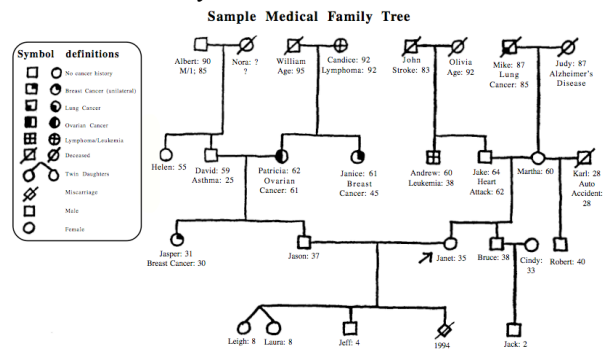 Sample Medical Family Tree
Symbol definitions
No cancer history
Breast Cancer (unilateral)
Lung Cancer
Ovarian Cancer
Lymphoma/Leukemia
Deceased
Twin Daughters
Miscarriage
Male
Female
Albert: 90
M/1; 85
Nora: ?
?
William
Age: 95
Candice: 92
Lymphoma: 92
John
Stroke: 83
Olivia
Age: 92
Mike: 87
Lung
Cancer: 85
Judy: 87
Alzheimer's
Disease
Helen: 55
David: 59
Asthma: 25
Patricia: 62
Ovarian
Cancer: 61
Janice: 61
Breast
Cancer: 45
Andrew: 60
Leukemia: 38
Jake: 64
Heart
Attack: 62
Martha: 60
Karl: 28
Auto
Accident:
28
Jasper: 31
Breast Cancer: 30
Jason: 37
Janet: 35
Bruce: 38
Cindy:
33
Robert: 40
Leigh: 8
Laura: 8
Jeff: 4
1994
Jack: 2